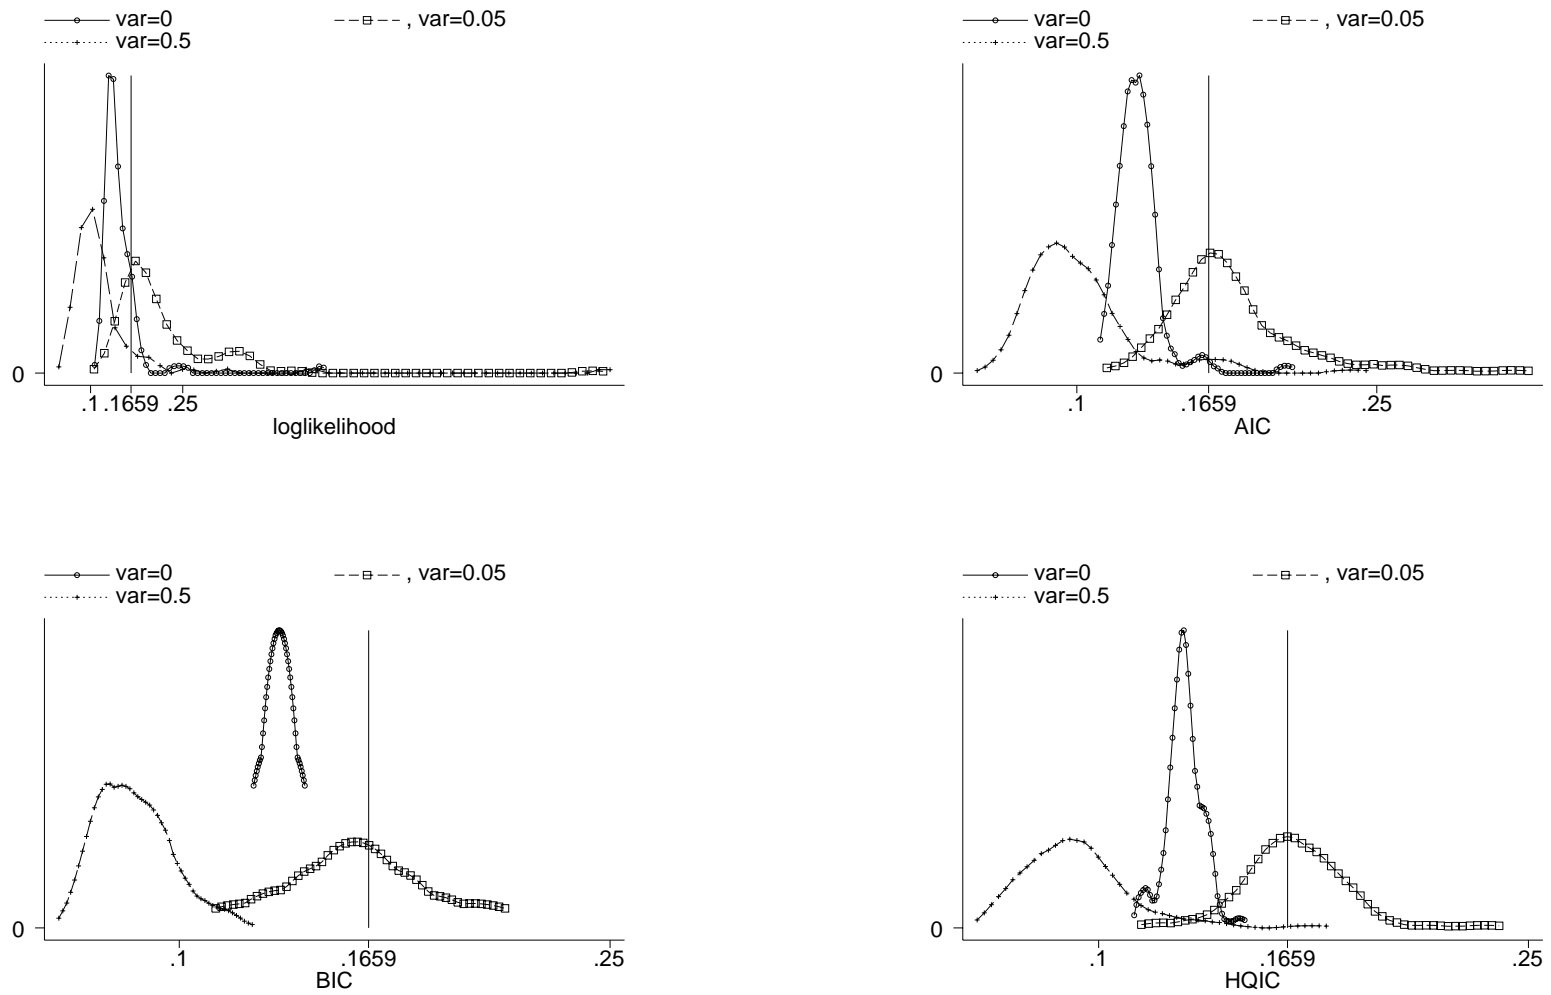 var=0 , var=0.05
var=0.5
0
.1 .1659 .25
loglikelihood
var=0 , var=0.05
var=0.5
0
.1 .1659 .25
AIC
var=0 , var=0.05
var=0.5
0
.1 .1659 .25
BIC
var=0 , var=0.05
var=0.5
0
.1 .1659 .25
HQIC